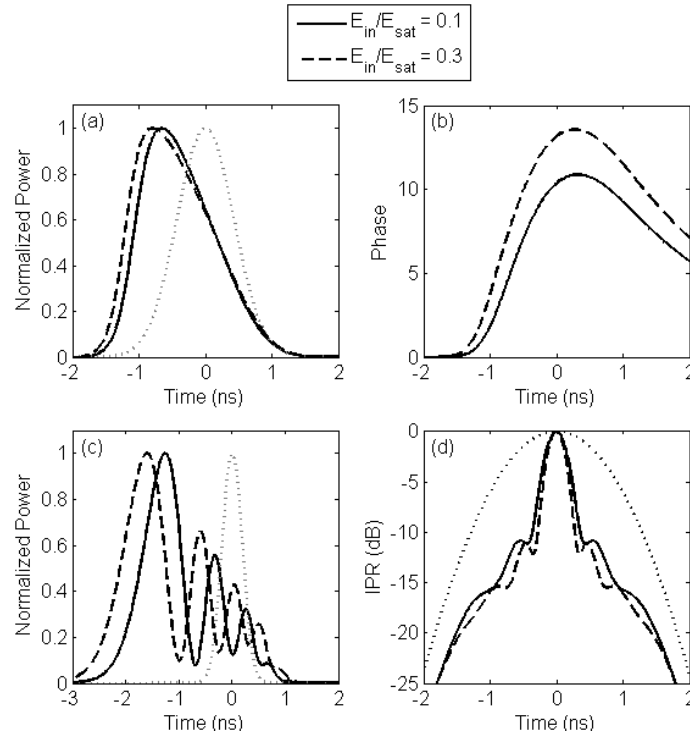 E_in/E_sat = 0.1
E_in/E_sat = 0.3
(a)
Normalized Power
1
0.8
0.6
0.4
0.2
0
-2 -1 0 1 2
Time (ns)
(b)
Phase
15
10
5
0
-2 -1 0 1 2
Time (ns)
(c)
Normalized Power
1
0.8
0.6
0.4
0.2
0
-3 -2 -1 0 1 2
Time (ns)
(d)
IPR (dB)
0
-5
-10
-15
-20
-25
-2 -1 0 1 2
Time (ns)